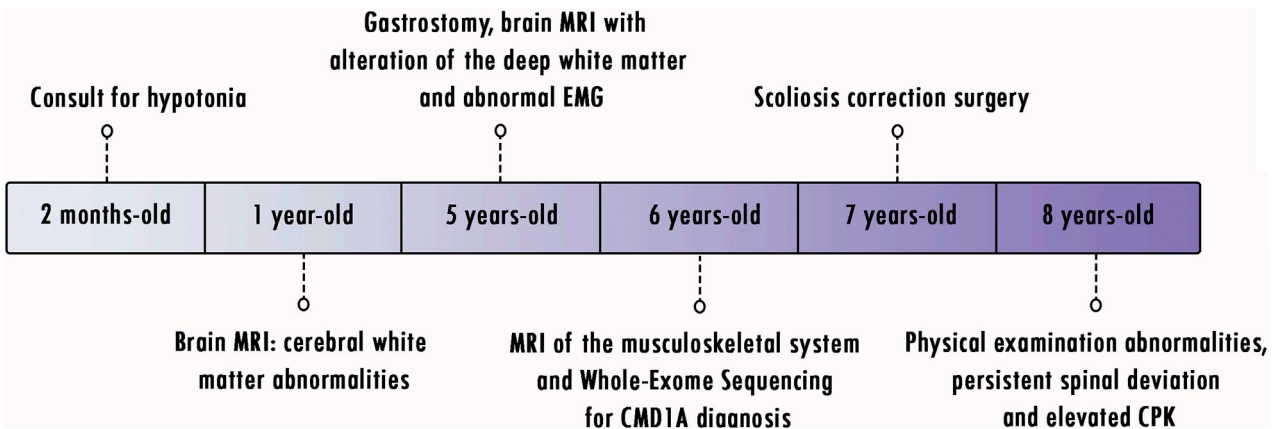 Gastrostomy, brain MRI with
alteration of the deep white matter
and abnormal EMG
Consult for hypotonia
Scoliosis correction surgery
2 months-old
1 year-old
5 years-old
6 years-old
7 years-old
8 years-old
Brain MRI: cerebral white
matter abnormalities
MRI of the musculoskeletal system
and Whole-Exome Sequencing
for CMD1A diagnosis
Physical examination abnormalities,
persistent spinal deviation
and elevated CPK